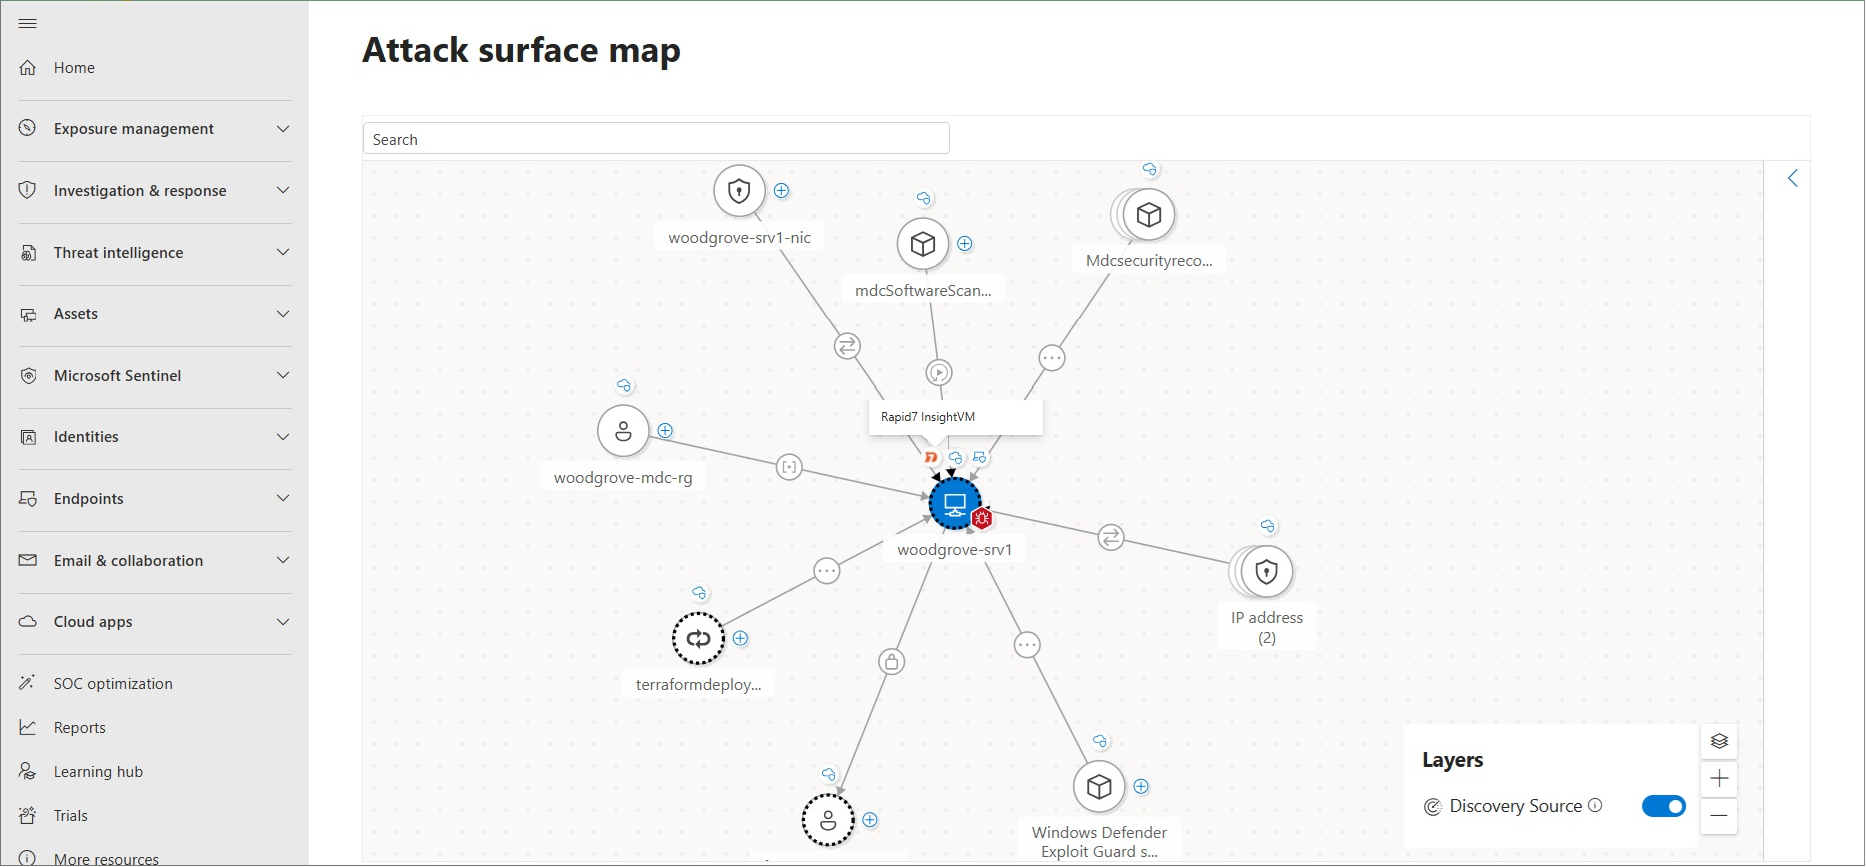 Home
Exposure management
Investigation & response
Threat intelligence
Assets
Microsoft Sentinel
Identities
Endpoints
Email & collaboration
Cloud apps
SOC optimization
Reports
Learning hub
Trials
More resources
Attack surface map
Search
woodgrove-srv1-nic
mdcSoftwareScan...
Mdcsecurityreco...
Rapid7 InsightVM
woodgrove-mdc-rg
woodgrove-srv1
IP address
(2)
terraformdeploy...
Windows Defender
Exploit Guard s...
Layers
Discovery Source